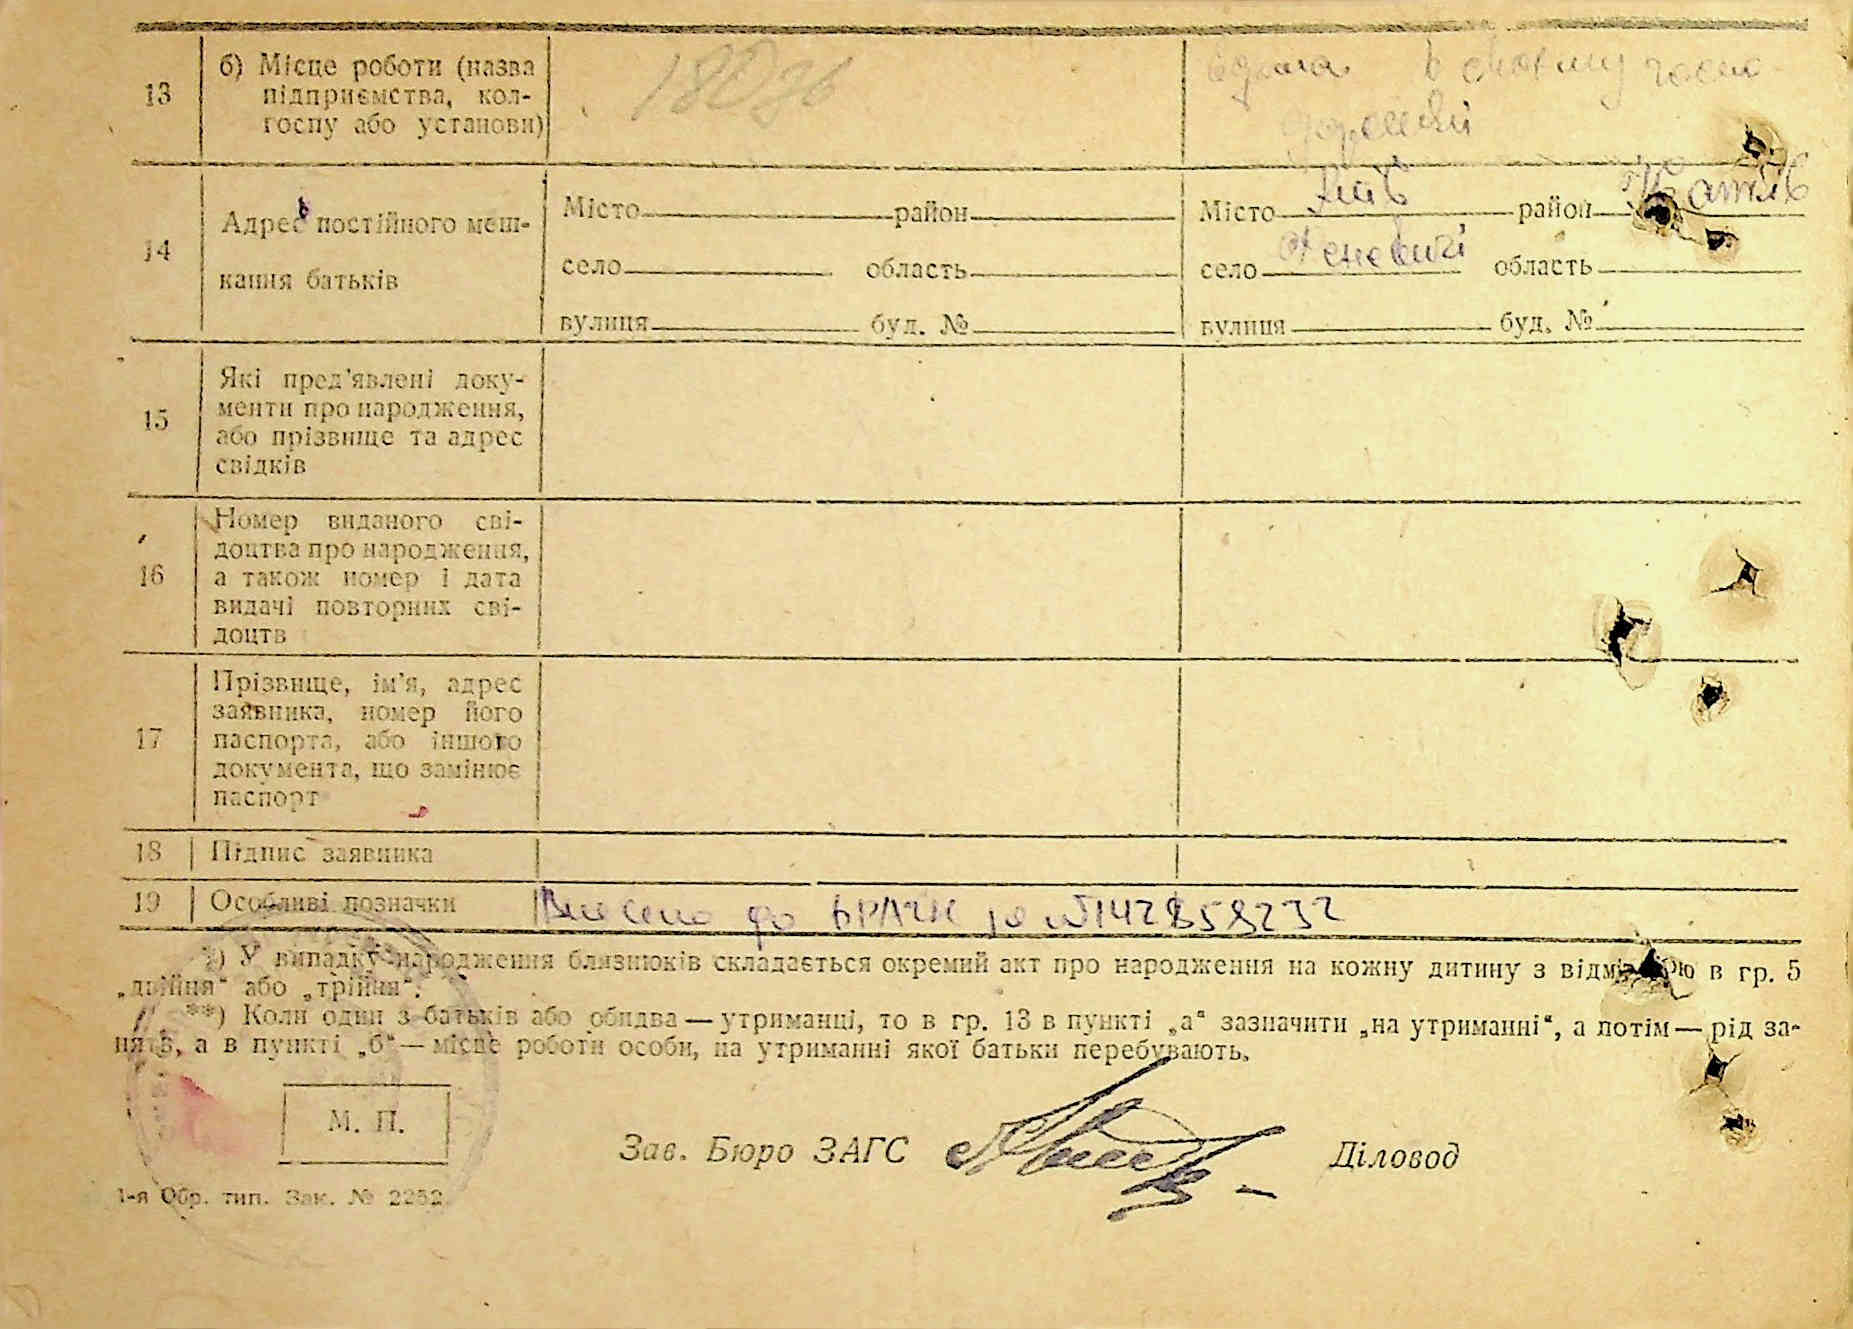 13
б) Місце роботи (назва
підприємства, кол-
госпу або установи)
в своєму госпо-
14
Адрес постійного меш-
кання батьків
Місто район
село область
вулиця буд. №
Місто район
село область
вулиця буд. №
15
Які пред'явлені доку-
менти про народження,
або прізвище та адрес
свідків
16
Номер виданого сві-
доцтва про народження,
а також номер і дата
видачі повторних сві-
доцтв
17
Прізвище, ім'я, адрес
заявника, номер його
паспорта, або іншого
документа, що замінює
паспорт
18 Підпис заявника
19 Особливі позначки Внесено до
*) У випадку народження близнюків складається окремий акт про народження на кожну дитину з відміткою в гр. 5
„двійня“ або „трійня“.
**) Коли один з батьків або обидва — утриманці, то в гр. 13 в пункті „а“ зазначити „на утриманні“, а потім — рід за-
няття, а в пункті „б“ — місце роботи особи, на утриманні якої батьки перебувають.
М. П.
Зав. Бюро ЗАГС Діловод
1-я Обр. тип. Зак. № 2252